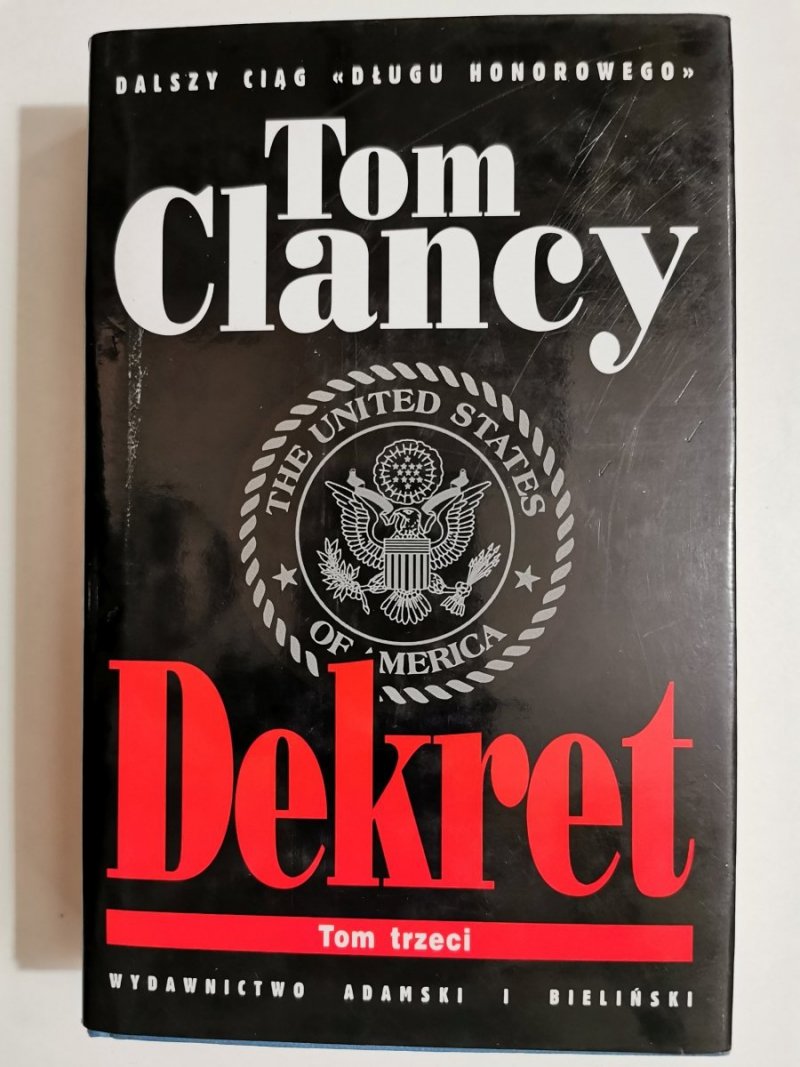 DALSZY CIĄG «DŁUGU HONOROWEGO»
Tom
Clancy
THE UNITED STATES
OF AMERICA
Dekret
Tom trzeci
WYDAWNICTWO ADAMSKI I BIELIŃSKI